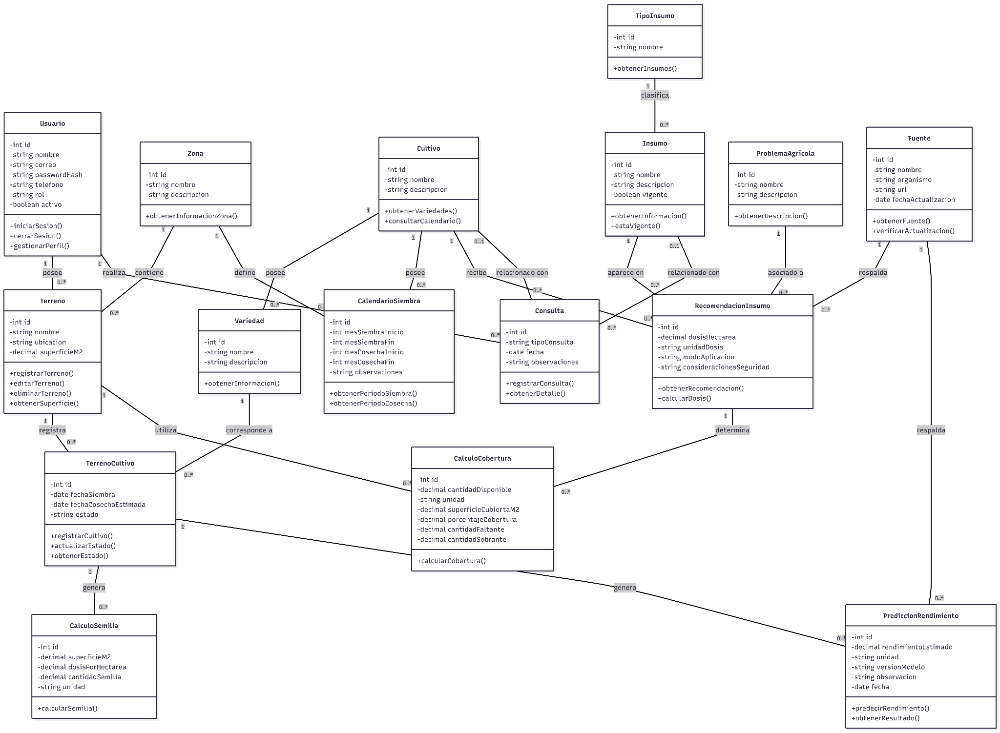 TipoInsumo
-int id
-string nombre
+obtenerInsumos()
1
clasifica
0..*
Usuario
-int id
-string nombre
-string correo
-string passwordHash
-string telefono
-string rol
-boolean activo
+iniciarSesion()
+cerrarSesion()
+gestionarPerfil()
Zona
-int id
-string nombre
-string descripcion
+obtenerInformacionZona()
Cultivo
-int id
-string nombre
-string descripcion
+obtenerVariedades()
+consultarCalendario()
Insumo
-int id
-string nombre
-string descripcion
-boolean vigente
+obtenerInformacion()
+estaVigente()
ProblemaAgricola
-int id
-string nombre
-string descripcion
+obtenerDescripcion()
Fuente
-int id
-string nombre
-string organismo
-string url
-date fechaActualizacion
+obtenerFuente()
+verificarActualizacion()
1
1
1
1
1
1
1
0..1
1
0..1
1
1
1
posee
realiza
contiene
define
posee
posee
recibe
relacionado con
aparece en
relacionado con
asociado a
respalda
0..*
0..*
0..*
0..
0..*
0..*
0..*
0..*
0..*
0..*
0..*
0..*
0..*
Terreno
-int id
-string nombre
-string ubicacion
-decimal superficieM2
+registrarTerreno()
+editarTerreno()
+eliminarTerreno()
+obtenerSuperficie()
Variedad
-int id
-string nombre
-string descripcion
+obtenerInformacion()
CalendarioSiembra
-int id
-int mesSiembraInicio
-int mesSiembraFin
-int mesCosechaInicio
-int mesCosechaFin
-string observaciones
+obtenerPeriodoSiembra()
+obtenerPeriodoCosecha()
Consulta
-int id
-string tipoConsulta
-date fecha
-string observaciones
+registrarConsulta()
+obtenerDetalle()
RecomendacionInsumo
-int id
-decimal dosisHectarea
-string unidadDosis
-string modoAplicacion
-string consideracionesSeguridad
+obtenerRecomendacion()
+calcularDosis()
1
1
1
1
registra
utiliza
corresponde a
determina
respalda
0..*
0..*
0..*
0..*
TerrenoCultivo
-int id
-date fechaSiembra
-date fechaCosechaEstimada
-string estado
+registrarCultivo()
+actualizarEstado()
+obtenerEstado()
CalculoCobertura
-int id
-decimal cantidadDisponible
-string unidad
-decimal superficieCubiertaM2
-decimal porcentajeCobertura
-decimal cantidadFaltante
-decimal cantidadSobrante
+calcularCobertura()
1
1
genera
genera
0..*
0..*
0..*
CalculoSemilla
-int id
-decimal superficieM2
-decimal dosisPorHectarea
-decimal cantidadSemilla
-string unidad
+calcularSemilla()
PrediccionRendimiento
-int id
-decimal rendimientoEstimado
-string unidad
-string versionModelo
-string observacion
-date fecha
+predecirRendimiento()
+obtenerResultado()